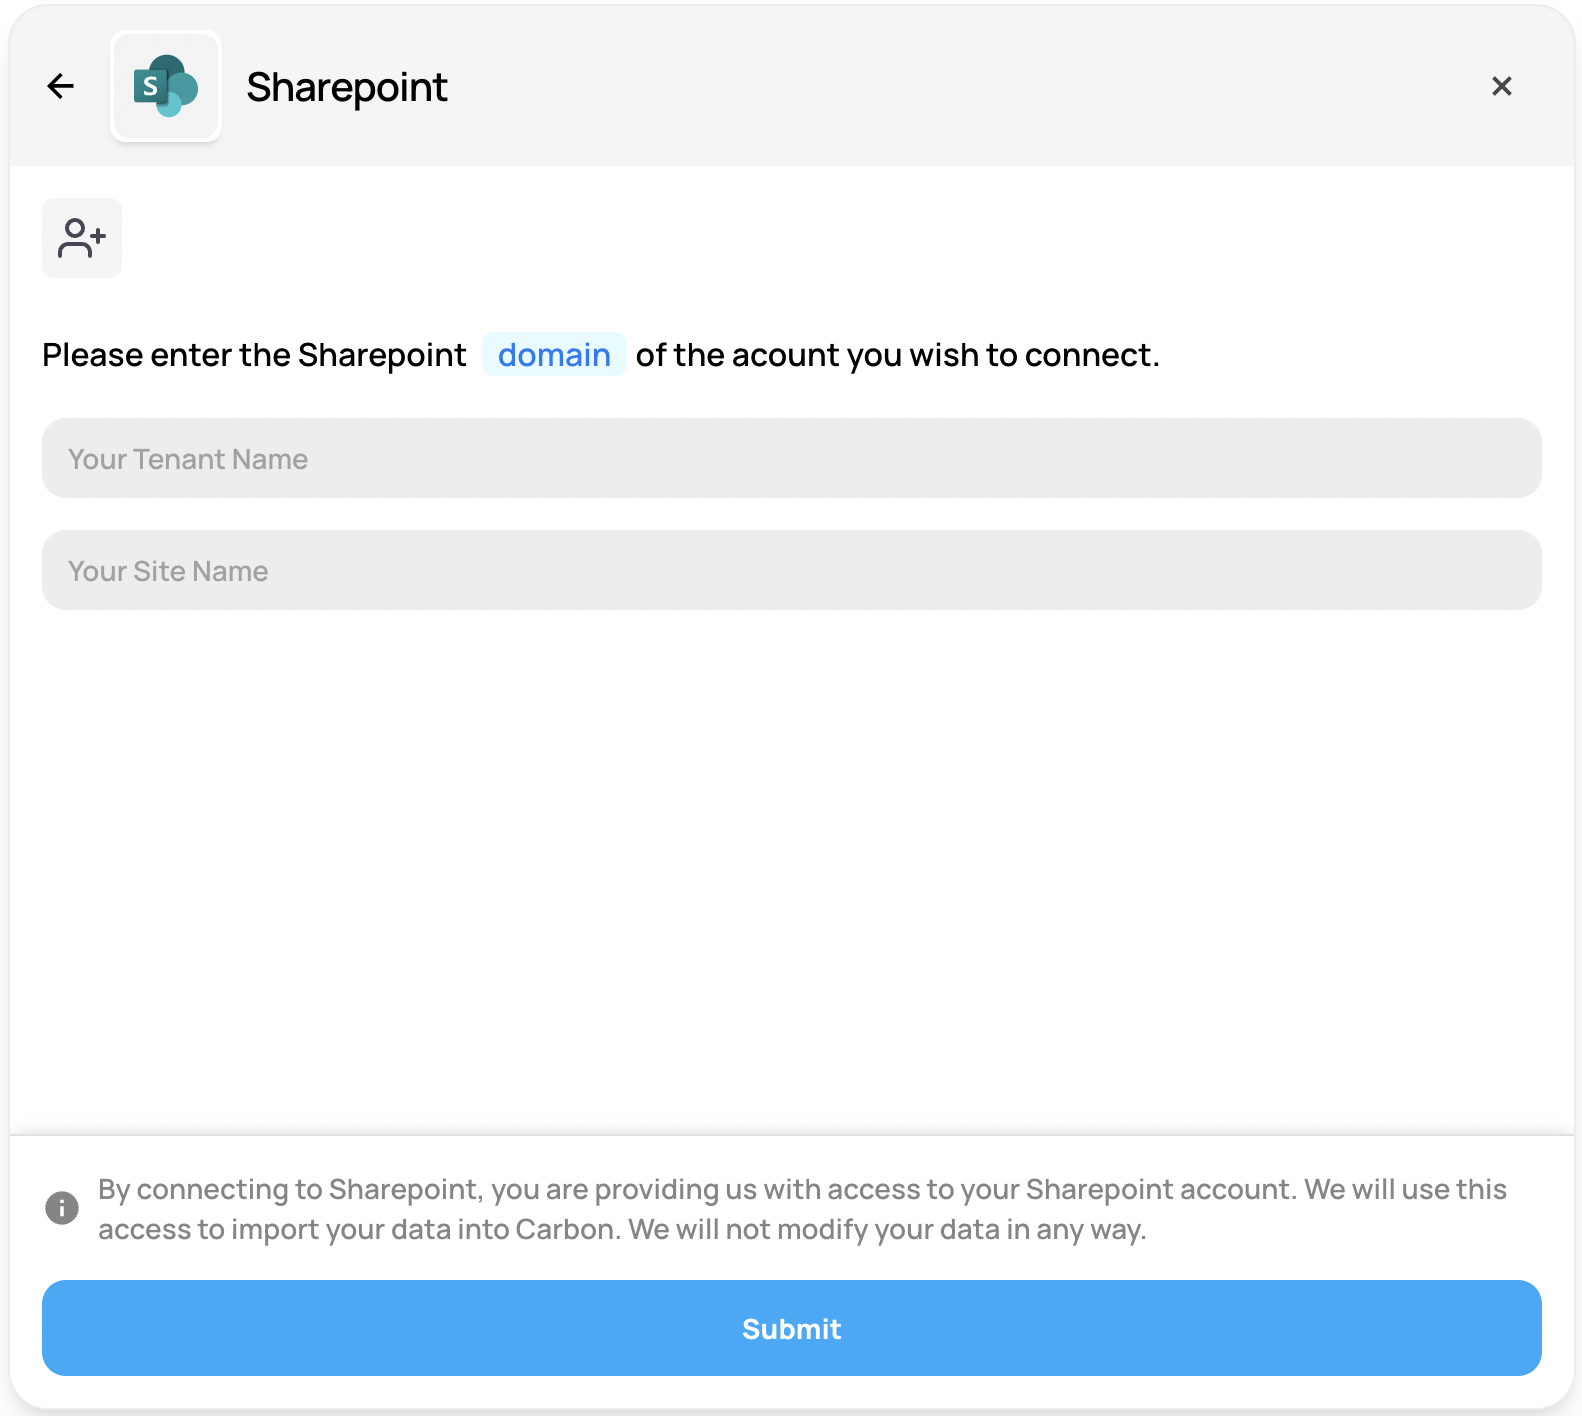 S
Sharepoint
Please enter the Sharepoint domain of the acount you wish to connect.
Your Tenant Name
Your Site Name
By connecting to Sharepoint, you are providing us with access to your Sharepoint account. We will use this
access to import your data into Carbon. We will not modify your data in any way.
Submit